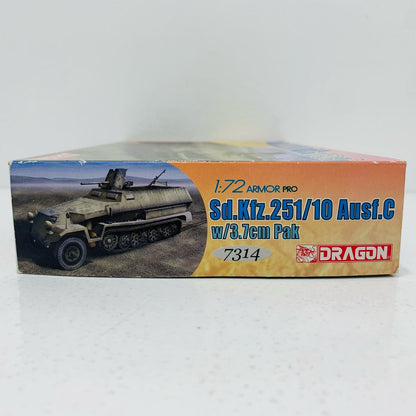 1:72 ARMOR PRO
Sd.Kfz.251/10 Ausf.C
w/3.7cm Pak
7314
DRAGON